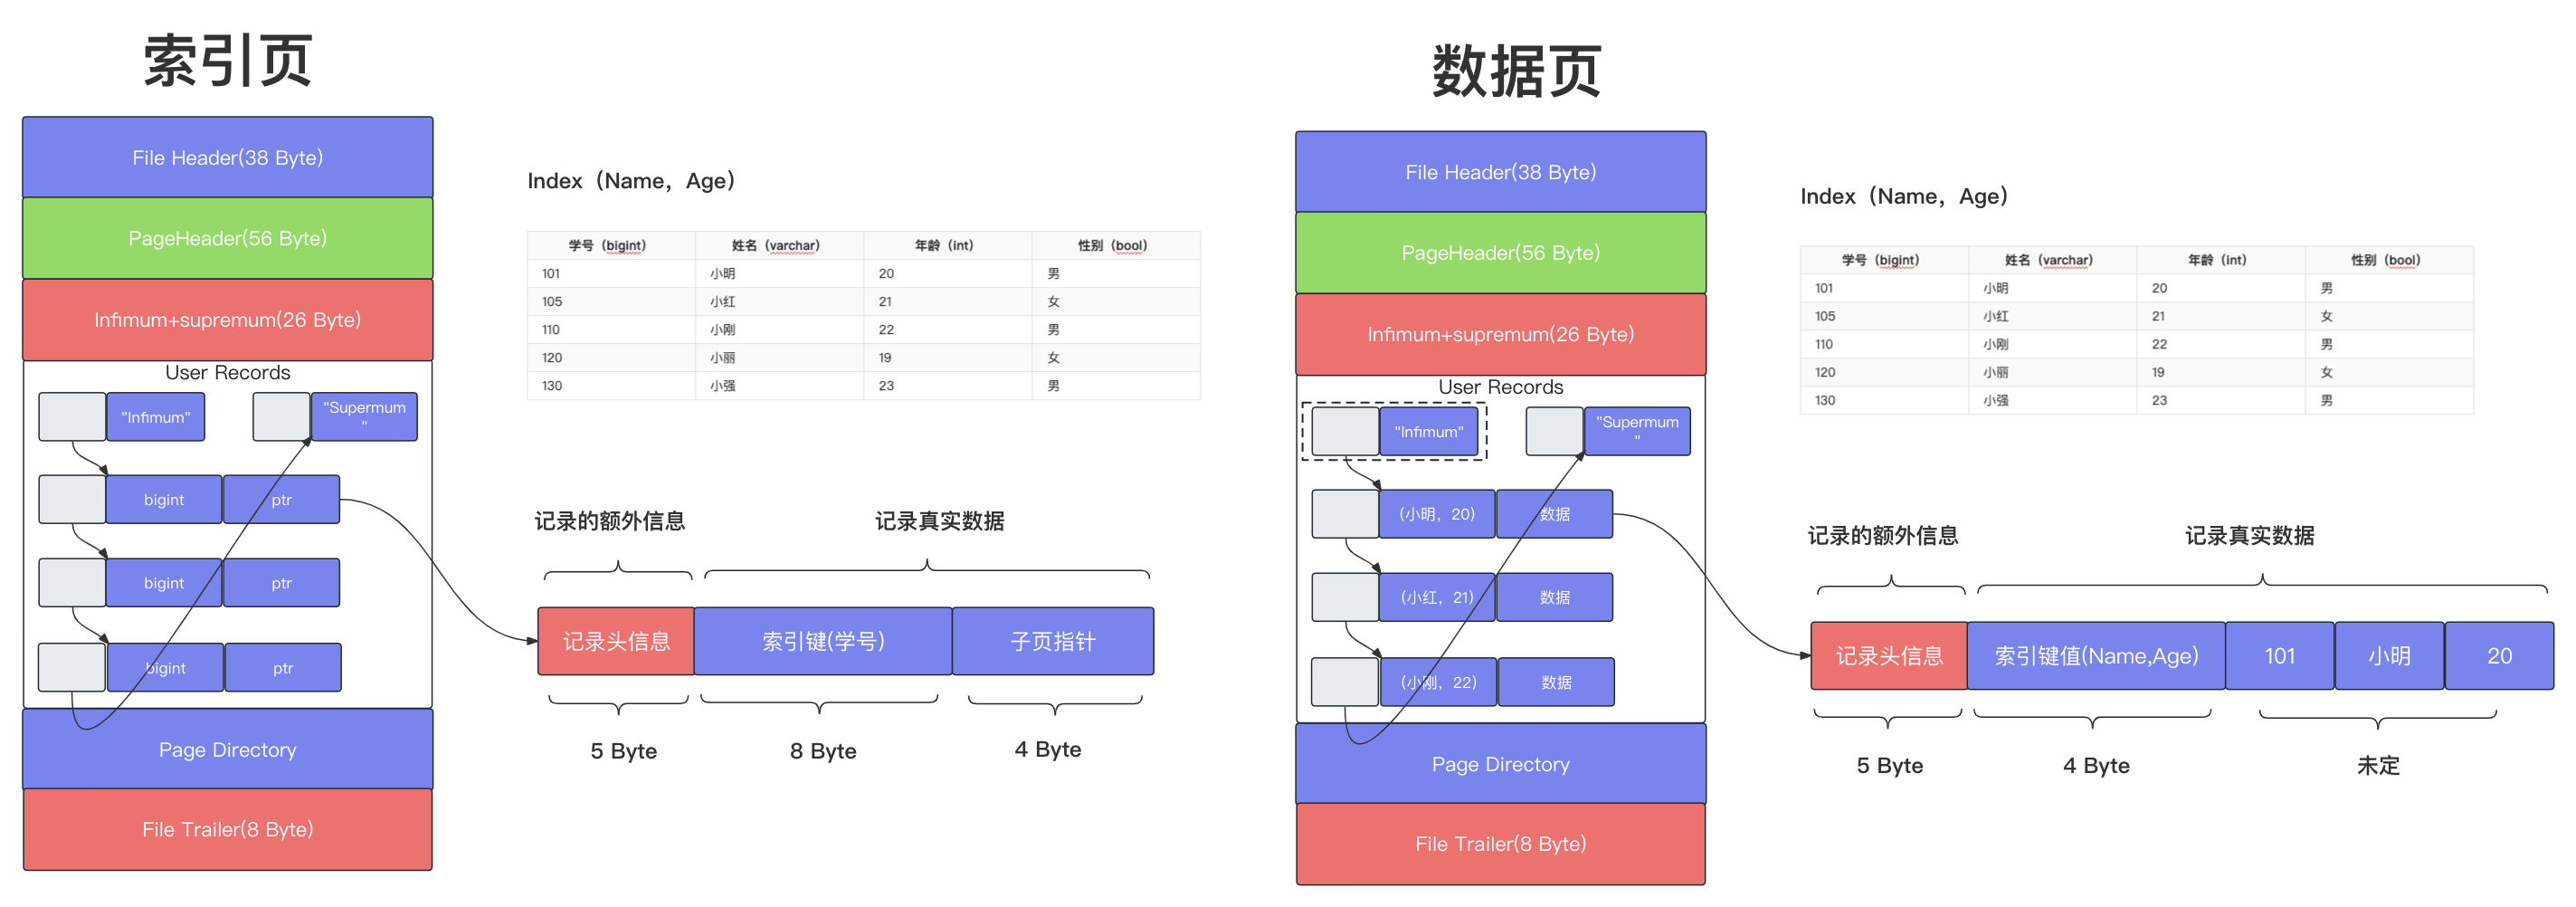 索引页
File Header(38 Byte)
PageHeader(56 Byte)
Infimum+supremum(26 Byte)
User Records
"Infimum"
"Supermum
"
bigint
ptr
bigint
ptr
bigint
ptr
Page Directory
File Trailer(8 Byte)
Index（Name，Age）
学号（bigint） 姓名（varchar） 年龄（int） 性别（bool）
101 小明 20 男
105 小红 21 女
110 小刚 22 男
120 小丽 19 女
130 小强 23 男
记录的额外信息
记录真实数据
记录头信息
索引键(学号)
子页指针
5 Byte
8 Byte
4 Byte
数据页
File Header(38 Byte)
PageHeader(56 Byte)
Infimum+supremum(26 Byte)
User Records
"Infimum"
"Supermum
"
（小明，20）
数据
（小红，21）
数据
（小刚，22）
数据
Page Directory
File Trailer(8 Byte)
Index（Name，Age）
学号（bigint） 姓名（varchar） 年龄（int） 性别（bool）
101 小明 20 男
105 小红 21 女
110 小刚 22 男
120 小丽 19 女
130 小强 23 男
记录的额外信息
记录真实数据
记录头信息
索引键值(Name,Age)
101
小明
20
5 Byte
4 Byte
未定